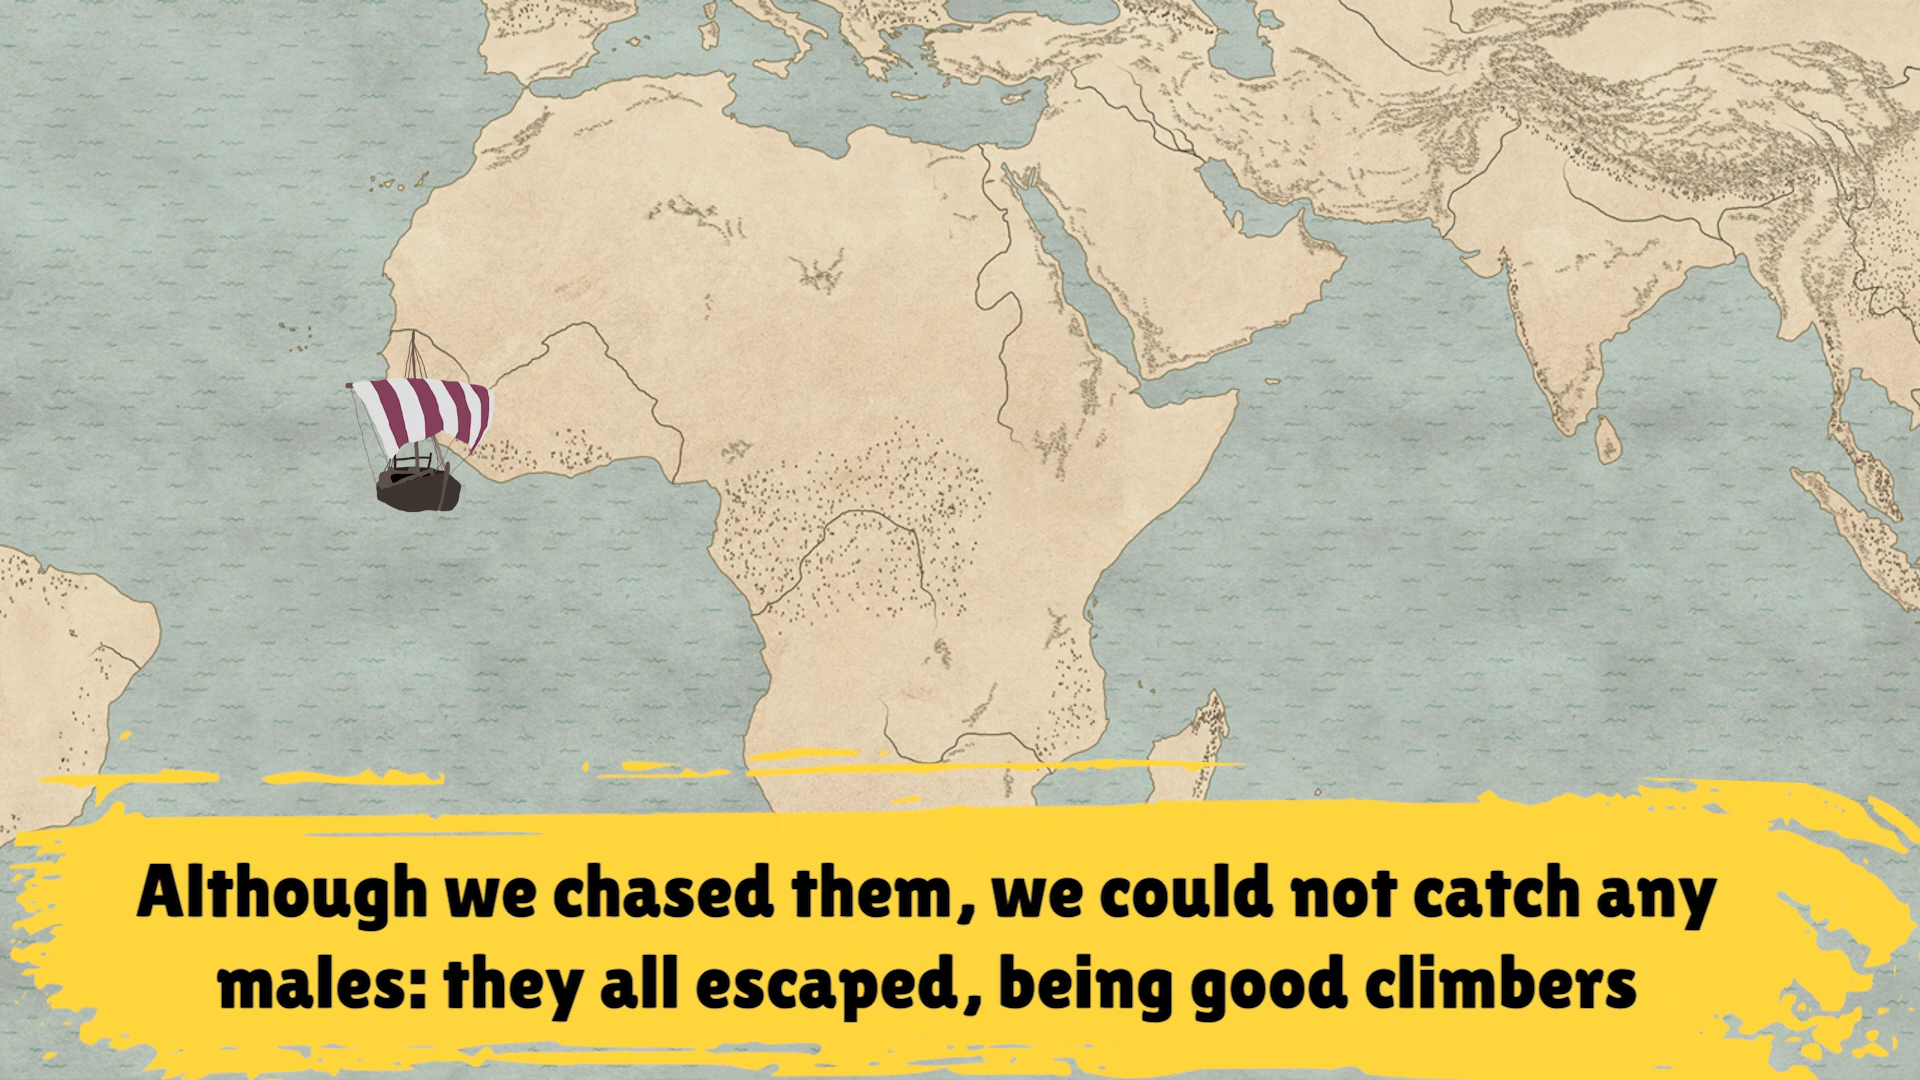 Although we chased them, we could not catch any
males: they all escaped, being good climbers